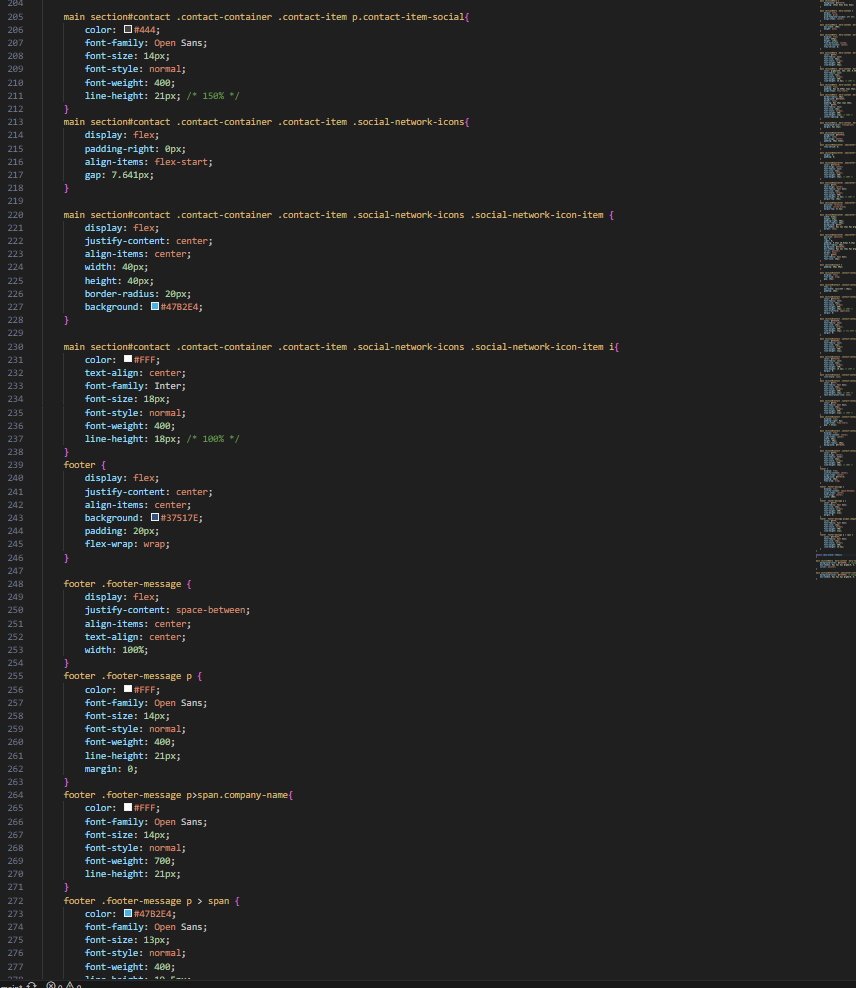 204
205 main section#contact .contact-container .contact-item p.contact-item-social{
206 color: #444;
207 font-family: Open Sans;
208 font-size: 14px;
209 font-style: normal;
210 font-weight: 400;
211 line-height: 21px; /* 150% */
212 }
213 main section#contact .contact-container .contact-item .social-network-icons{
214 display: flex;
215 padding-right: 0px;
216 align-items: flex-start;
217 gap: 7.641px;
218 }
219
220 main section#contact .contact-container .contact-item .social-network-icons .social-network-icon-item {
221 display: flex;
222 justify-content: center;
223 align-items: center;
224 width: 40px;
225 height: 40px;
226 border-radius: 20px;
227 background: #47B2E4;
228 }
229
230 main section#contact .contact-container .contact-item .social-network-icons .social-network-icon-item i{
231 color: #FFF;
232 text-align: center;
233 font-family: Inter;
234 font-size: 18px;
235 font-style: normal;
236 font-weight: 400;
237 line-height: 18px; /* 100% */
238 }
239 footer {
240 display: flex;
241 justify-content: center;
242 align-items: center;
243 background: #37517E;
244 padding: 20px;
245 flex-wrap: wrap;
246 }
247
248 footer .footer-message {
249 display: flex;
250 justify-content: space-between;
251 align-items: center;
252 text-align: center;
253 width: 100%;
254 }
255 footer .footer-message p {
256 color: #FFF;
257 font-family: Open Sans;
258 font-size: 14px;
259 font-style: normal;
260 font-weight: 400;
261 line-height: 21px;
262 margin: 0;
263 }
264 footer .footer-message p>span.company-name{
265 color: #FFF;
266 font-family: Open Sans;
267 font-size: 14px;
268 font-style: normal;
269 font-weight: 700;
270 line-height: 21px;
271 }
272 footer .footer-message p > span {
273 color: #47B2E4;
274 font-family: Open Sans;
275 font-size: 13px;
276 font-style: normal;
277 font-weight: 400;